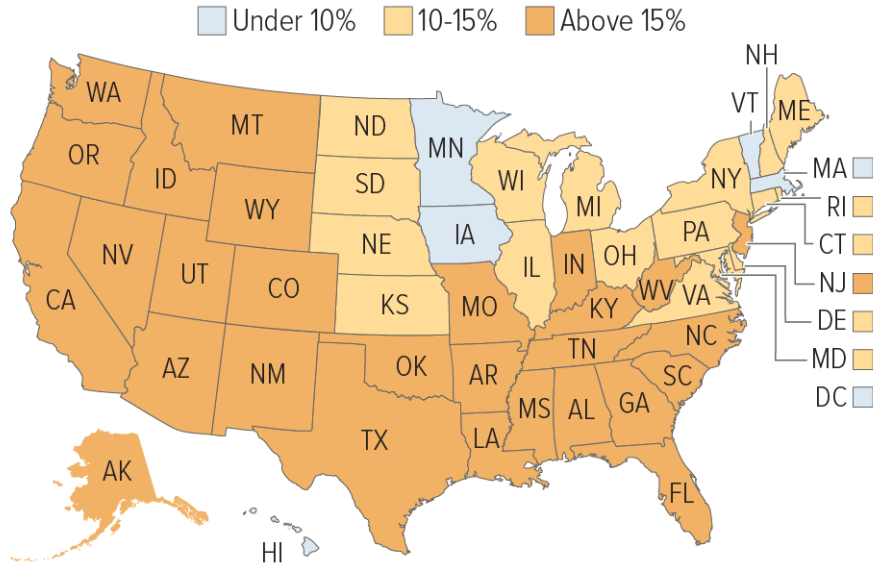 Under 10% 10-15% Above 15%
NH
VT
WA
MT
ND
MN
ME
OR
ID
SD
WI
NY
MA
MI
RI
WY
IA
PA
CT
NV
NE
IL
IN
OH
NJ
UT
CO
WV
VA
CA
KS
MO
KY
DE
NC
MD
AZ
NM
OK
AR
TN
SC
DC
MS
AL
GA
TX
LA
AK
FL
HI